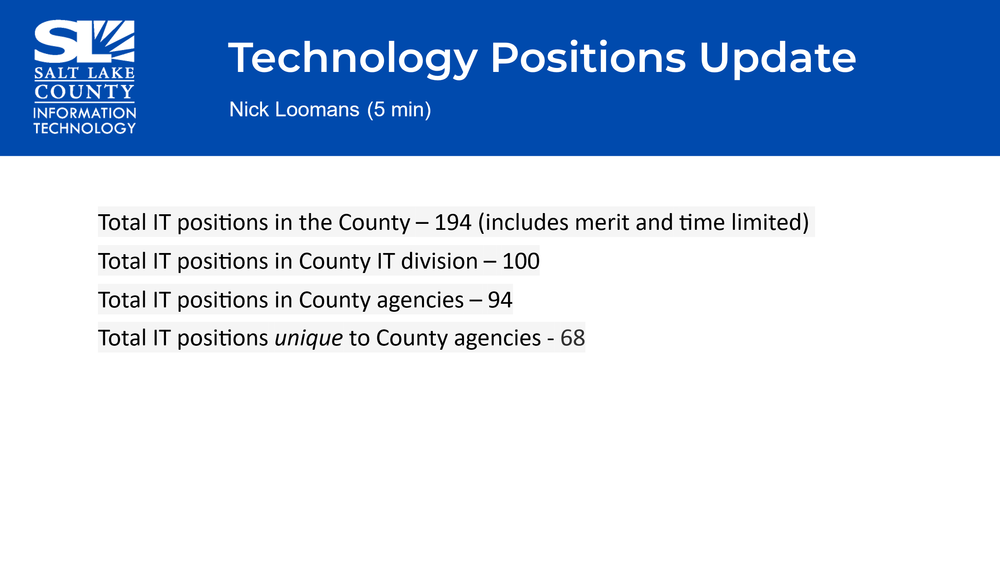 SL
SALT LAKE
COUNTY
INFORMATION
TECHNOLOGY
Technology Positions Update
Nick Loomans (5 min)
Total IT positions in the County – 194 (includes merit and time limited)
Total IT positions in County IT division – 100
Total IT positions in County agencies – 94
Total IT positions unique to County agencies - 68